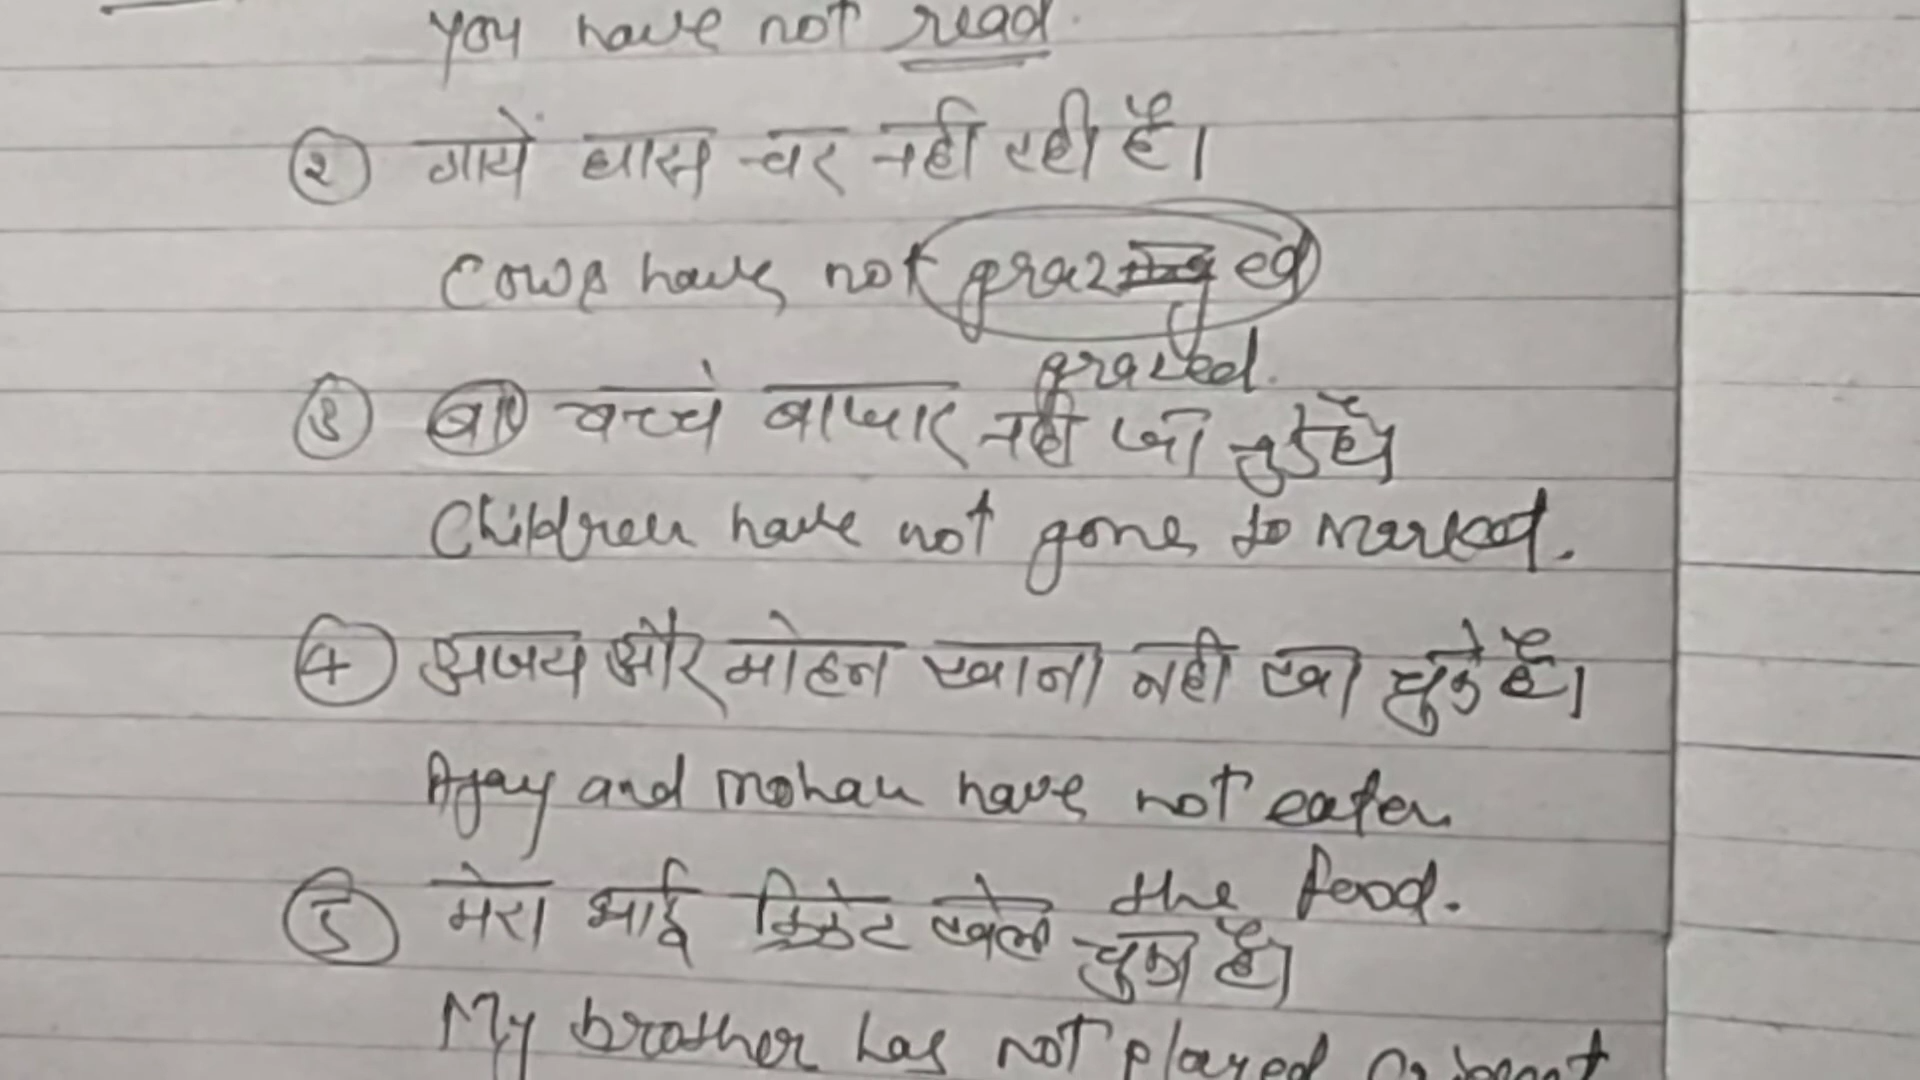 you have not read.
② गाये घास चर नही रही है।
Cows have not grazed
grazed.
③ बच्चे बाजार नही जा चुके है।
Children have not gone to market.
④ अजय और मोहन खाना नही खा चुके है।
Ajay and Mohan have not eaten
the food.
⑤ मेरा भाई क्रिकेट खेल चुका है।
My brother has not played